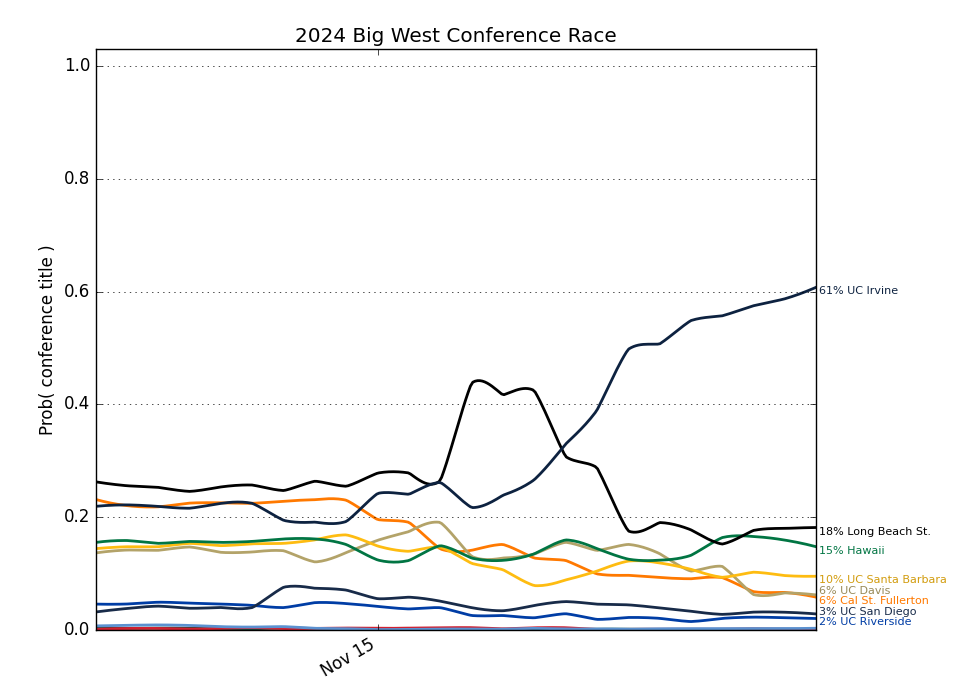 2024 Big West Conference Race
1.0
0.8
0.6
0.4
0.2
0.0
Prob( conference title )
Nov 15
61% UC Irvine
18% Long Beach St.
15% Hawaii
10% UC Santa Barbara
6% UC Davis
6% Cal St. Fullerton
3% UC San Diego
2% UC Riverside